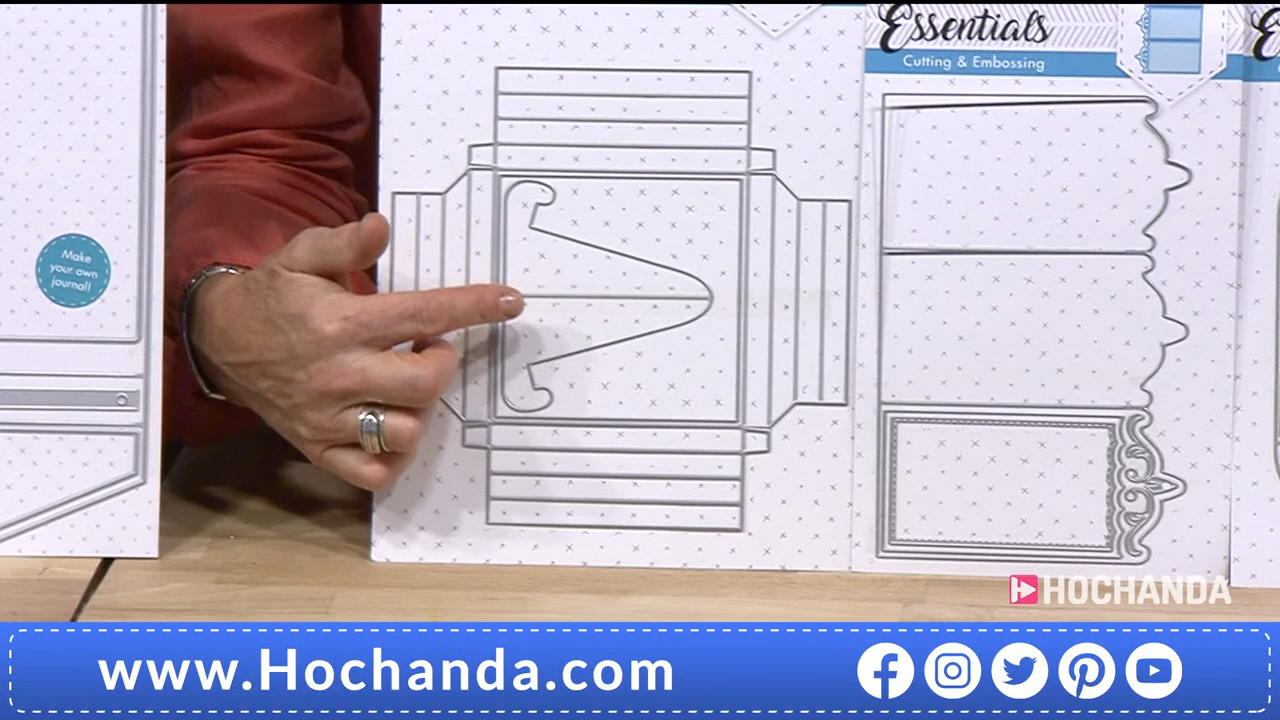 Essentials
Cutting & Embossing
Make
your own
journal!
HOCHANDA
www.Hochanda.com